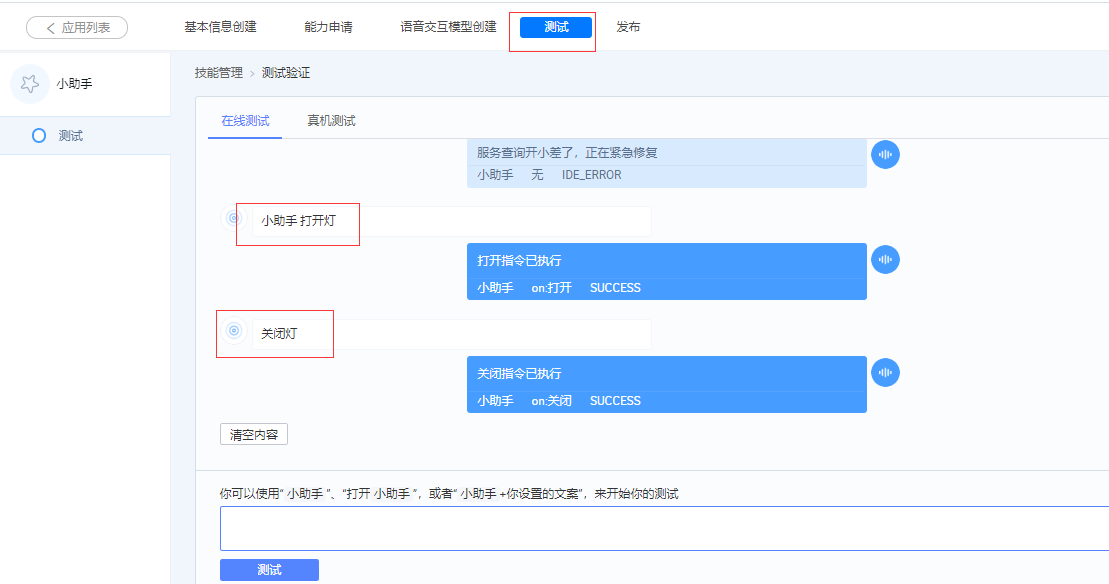 应用列表
基本信息创建 能力申请 语音交互模型创建 测试 发布
小助手
测试
技能管理 > 测试验证
在线测试 真机测试
服务查询开小差了，正在紧急修复
小助手 无 IDE_ERROR
小助手 打开灯
打开指令已执行
小助手 on:打开 SUCCESS
关闭灯
关闭指令已执行
小助手 on:关闭 SUCCESS
清空内容
你可以使用“ 小助手 ”、“打开 小助手 ”，或者“ 小助手 +你设置的文案”，来开始你的测试
测试